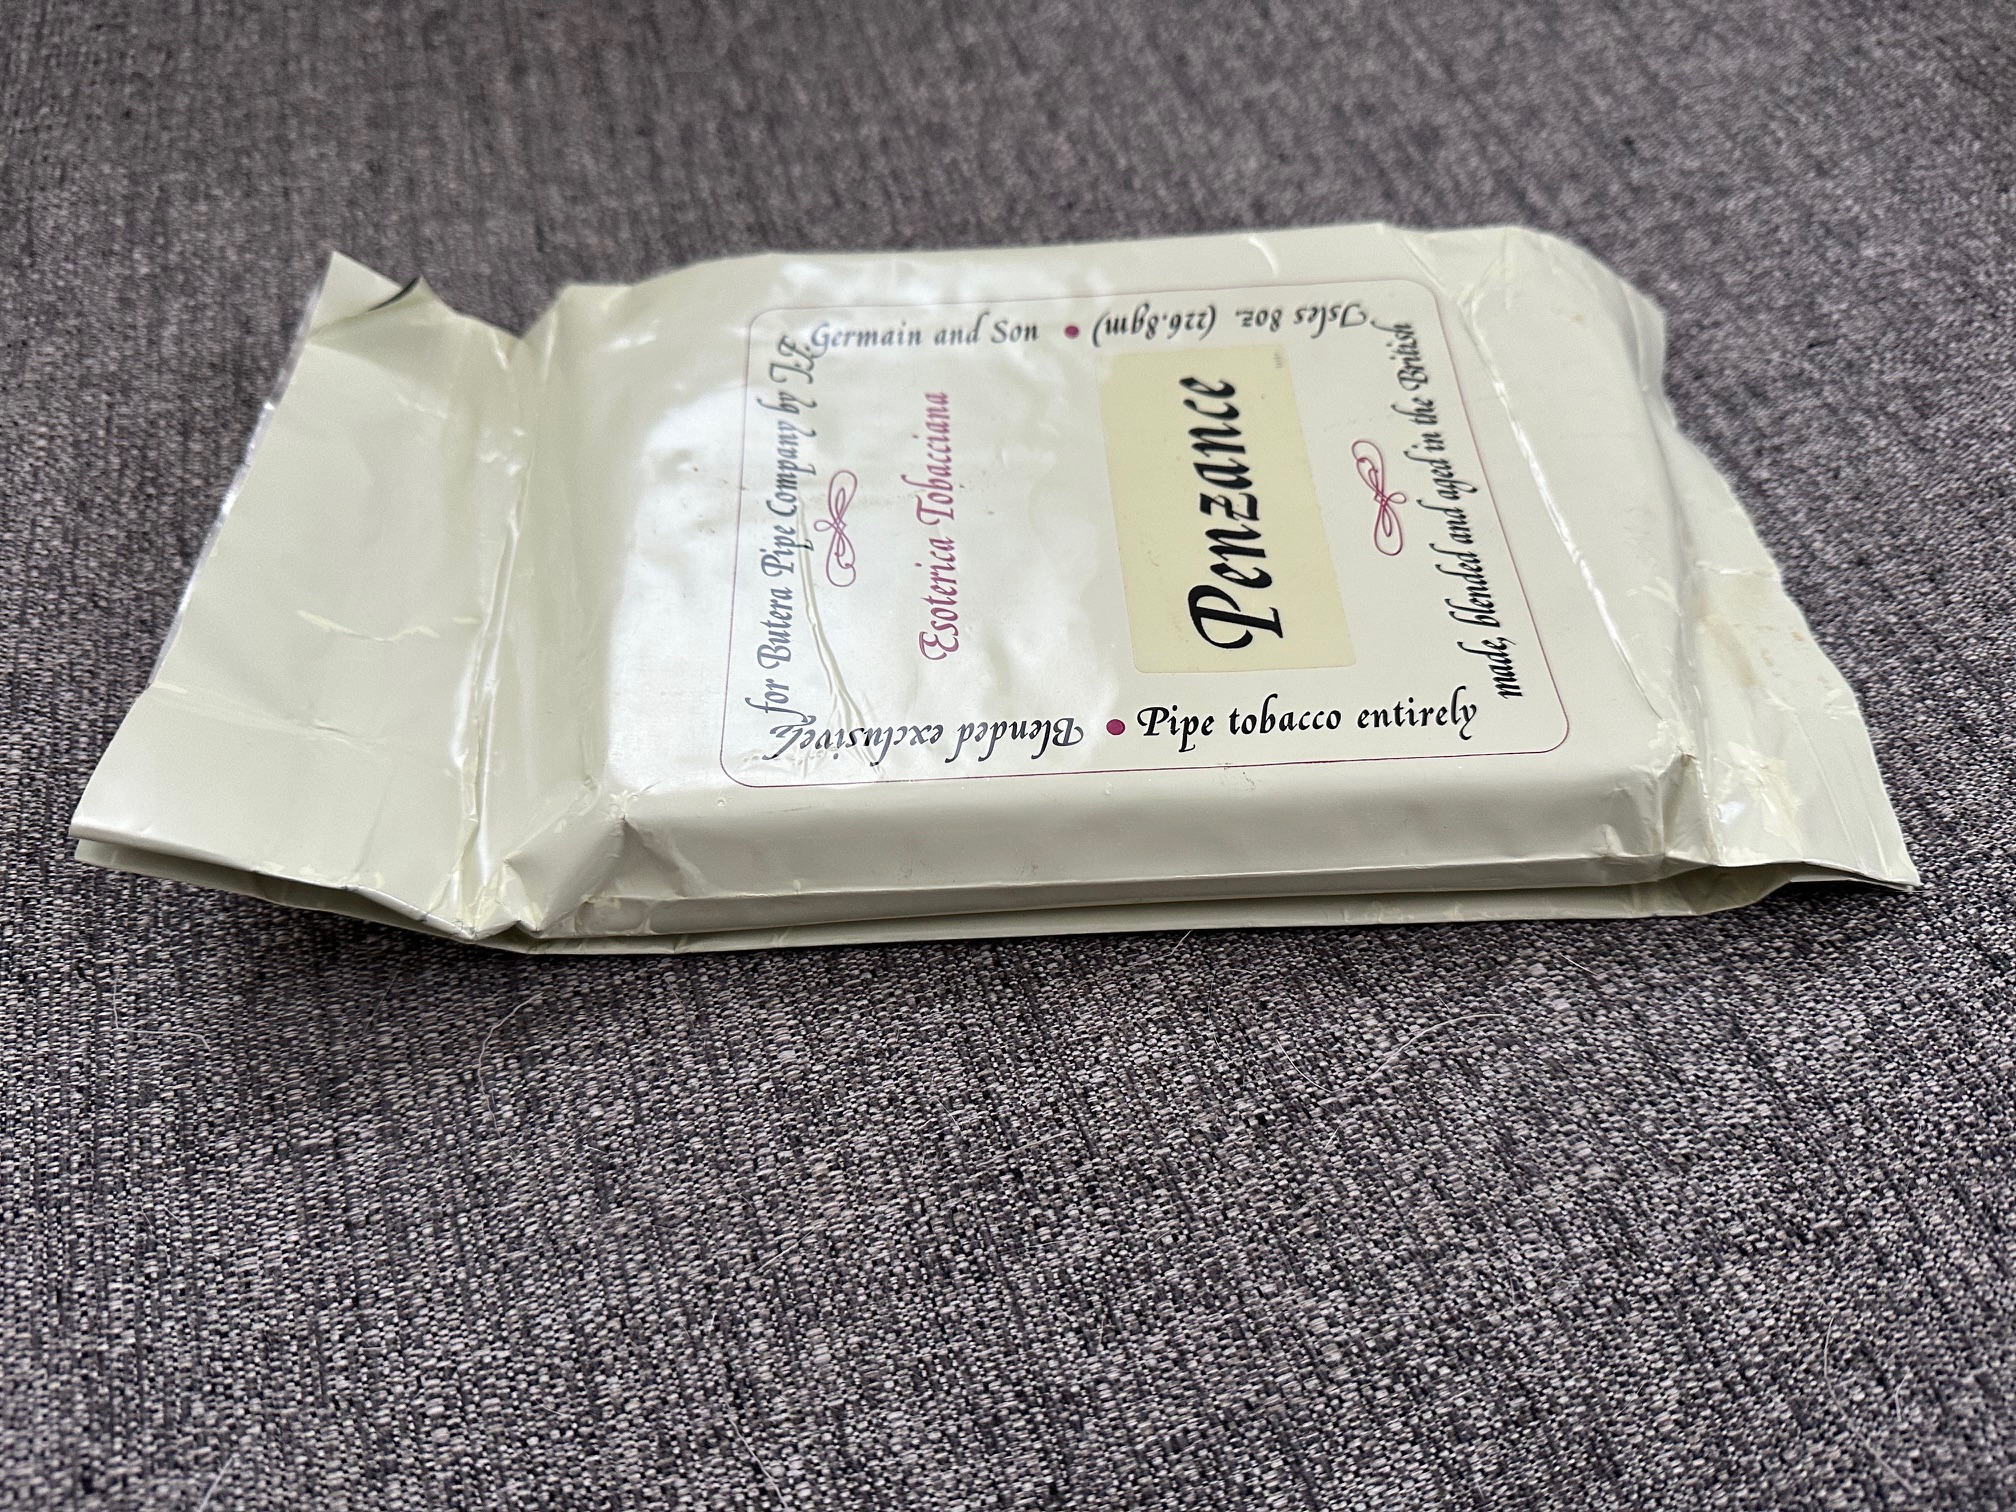 Blended exclusively
for Butera Pipe Company by J.F.
Germain and Son
Esoterica Tobacciana
Penzance
Pipe tobacco entirely
made, blended and aged in the British
Isles 8oz. (226.8gm)